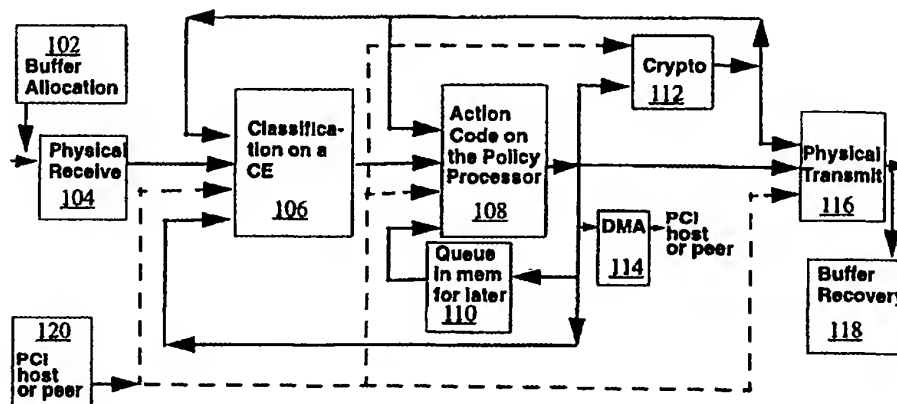 102
Buffer
Allocation
Physical
Receive
104
Classifica-
tion on a
CE
106
Action
Code on
the Policy
Processor
108
Crypto
112
Physical
Transmit
116
DMA
114
PCI
host
or peer
Queue
in mem
for later
110
Buffer
Recovery
118
120
PCI
host
or peer